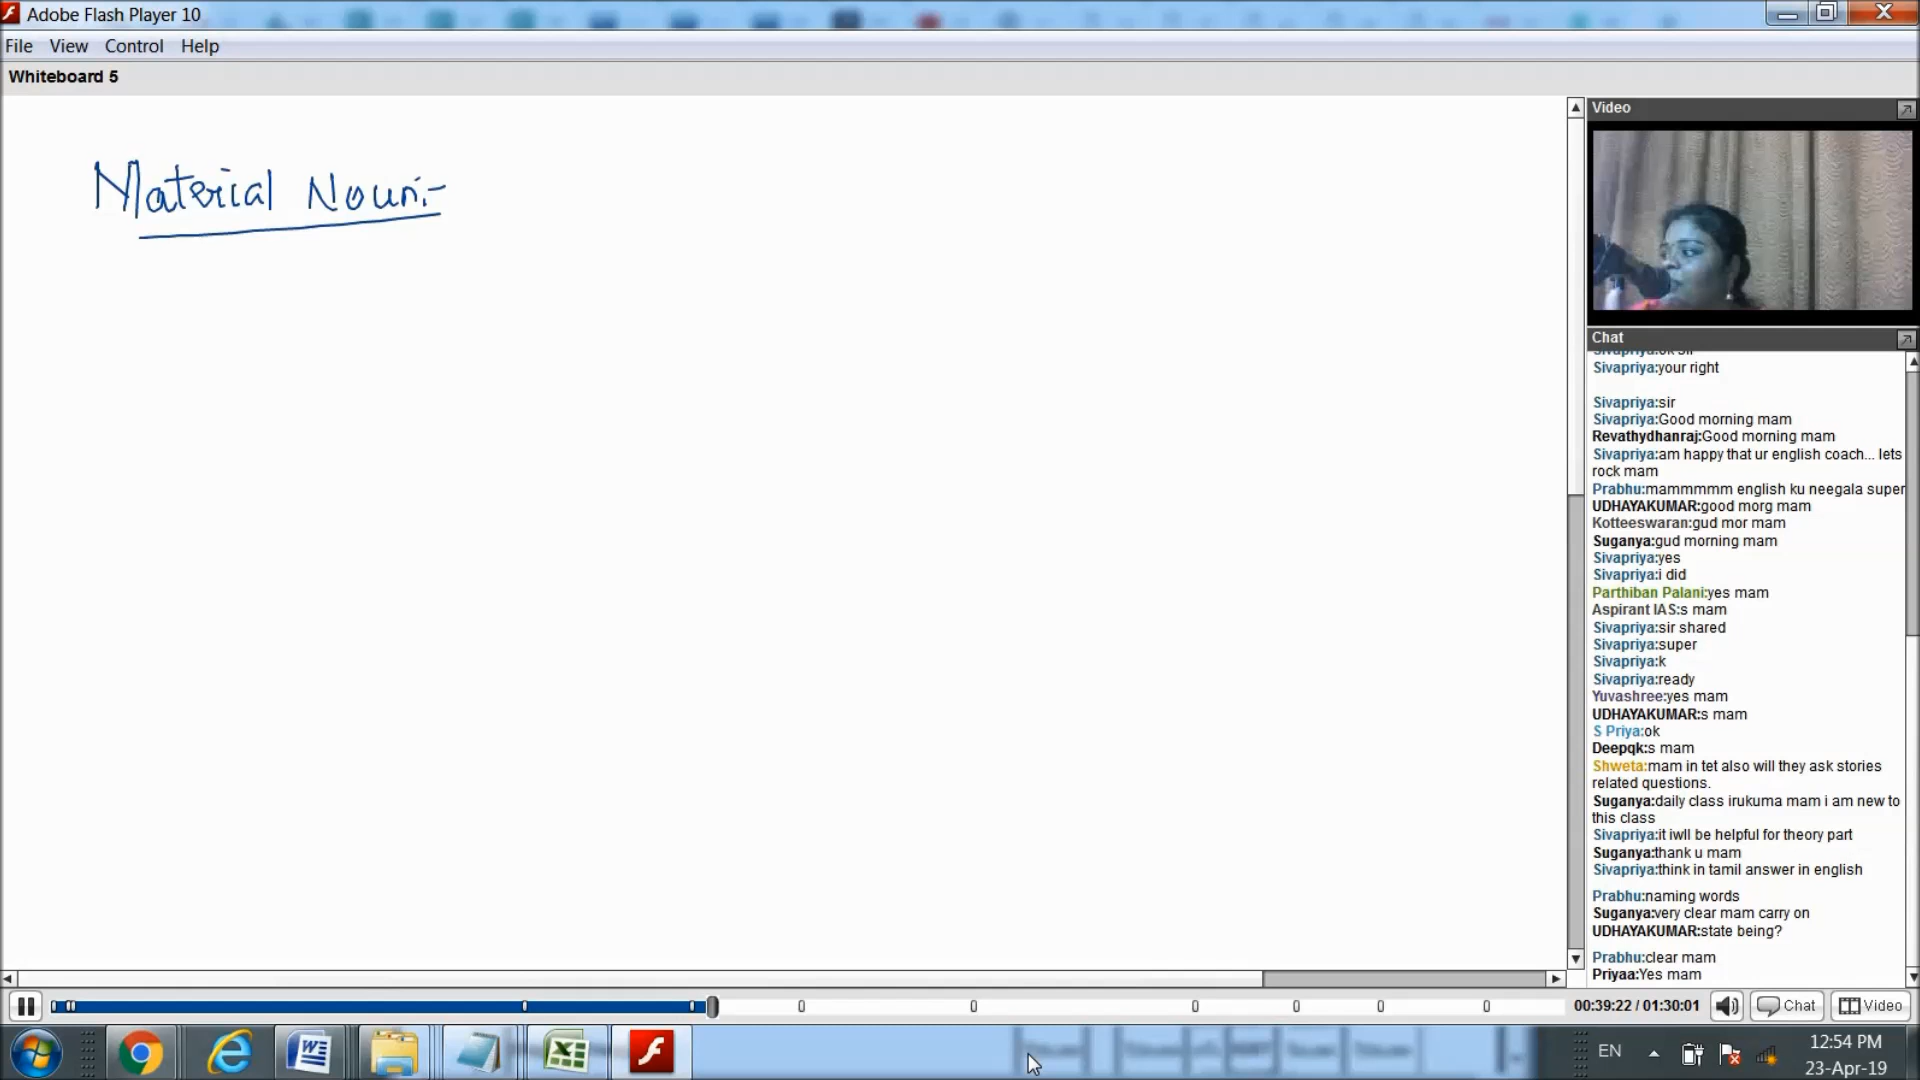 Adobe Flash Player 10
File View Control Help
Whiteboard 5
Material Noun:-
Video
Chat
Sivapriya:ok sir
Sivapriya:your right
Sivapriya:sir
Sivapriya:Good morning mam
Revathydhanraj:Good morning mam
Sivapriya:am happy that ur english coach... lets
rock mam
Prabhu:mammmmm english ku neegala super
UDHAYAKUMAR:good morg mam
Kotteeswaran:gud mor mam
Suganya:gud morning mam
Sivapriya:yes
Sivapriya:i did
Parthiban Palani:yes mam
Aspirant IAS:s mam
Sivapriya:sir shared
Sivapriya:super
Sivapriya:k
Sivapriya:ready
Yuvashree:yes mam
UDHAYAKUMAR:s mam
S Priya:ok
Deepqk:s mam
Shweta:mam in tet also will they ask stories
related questions.
Suganya:daily class irukuma mam i am new to
this class
Sivapriya:it iwll be helpful for theory part
Suganya:thank u mam
Sivapriya:think in tamil answer in english
Prabhu:naming words
Suganya:very clear mam carry on
UDHAYAKUMAR:state being?
Prabhu:clear mam
Priyaa:Yes mam
00:39:22 / 01:30:01 Chat Video
EN 12:54 PM
23-Apr-19